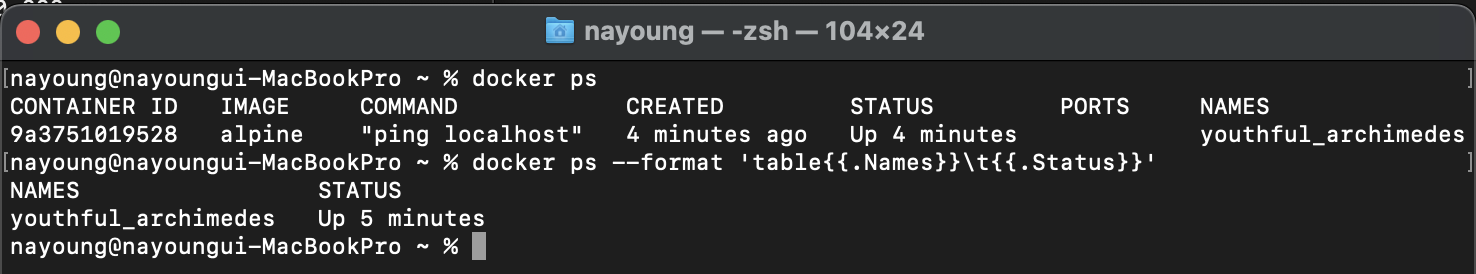 nayoung — -zsh — 104×24
[nayoung@nayoungui-MacBookPro ~ % docker ps ]
CONTAINER ID IMAGE COMMAND CREATED STATUS PORTS NAMES
9a3751019528 alpine "ping localhost" 4 minutes ago Up 4 minutes youthful_archimedes
[nayoung@nayoungui-MacBookPro ~ % docker ps --format 'table{{.Names}}\t{{.Status}}' ]
NAMES STATUS
youthful_archimedes Up 5 minutes
nayoung@nayoungui-MacBookPro ~ %